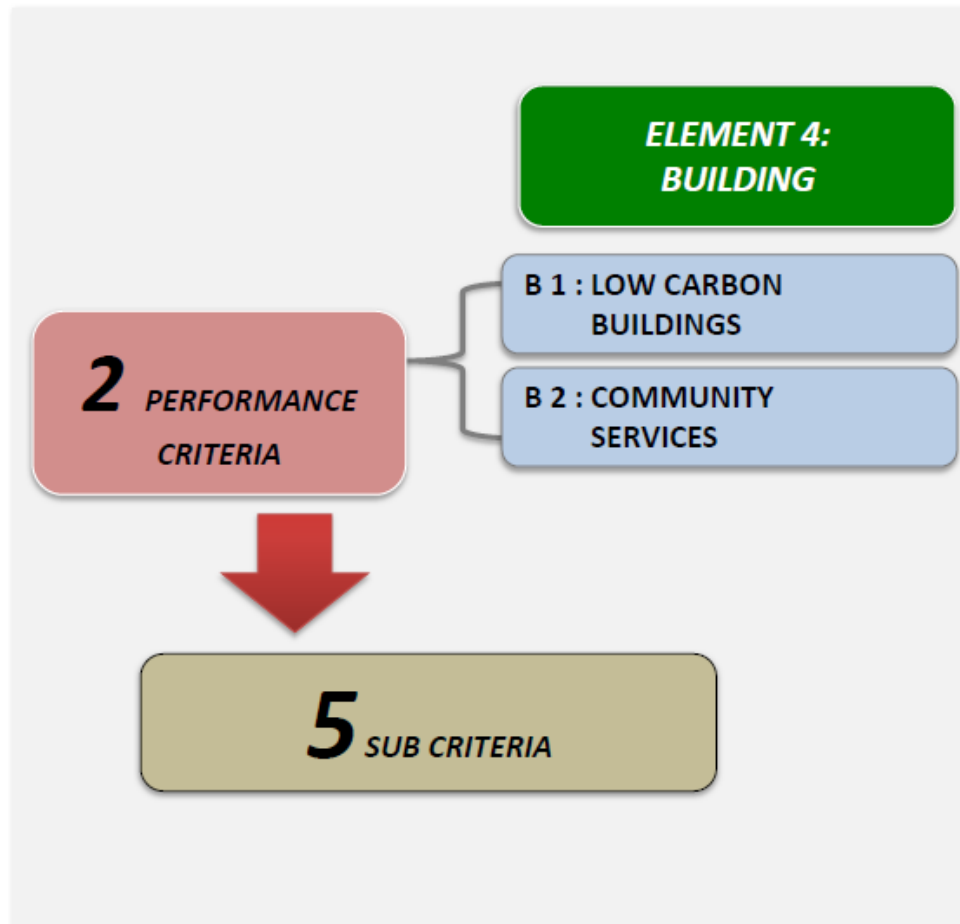 ELEMENT 4:
BUILDING
B 1 : LOW CARBON
BUILDINGS
B 2 : COMMUNITY
SERVICES
2 PERFORMANCE
CRITERIA
5 SUB CRITERIA